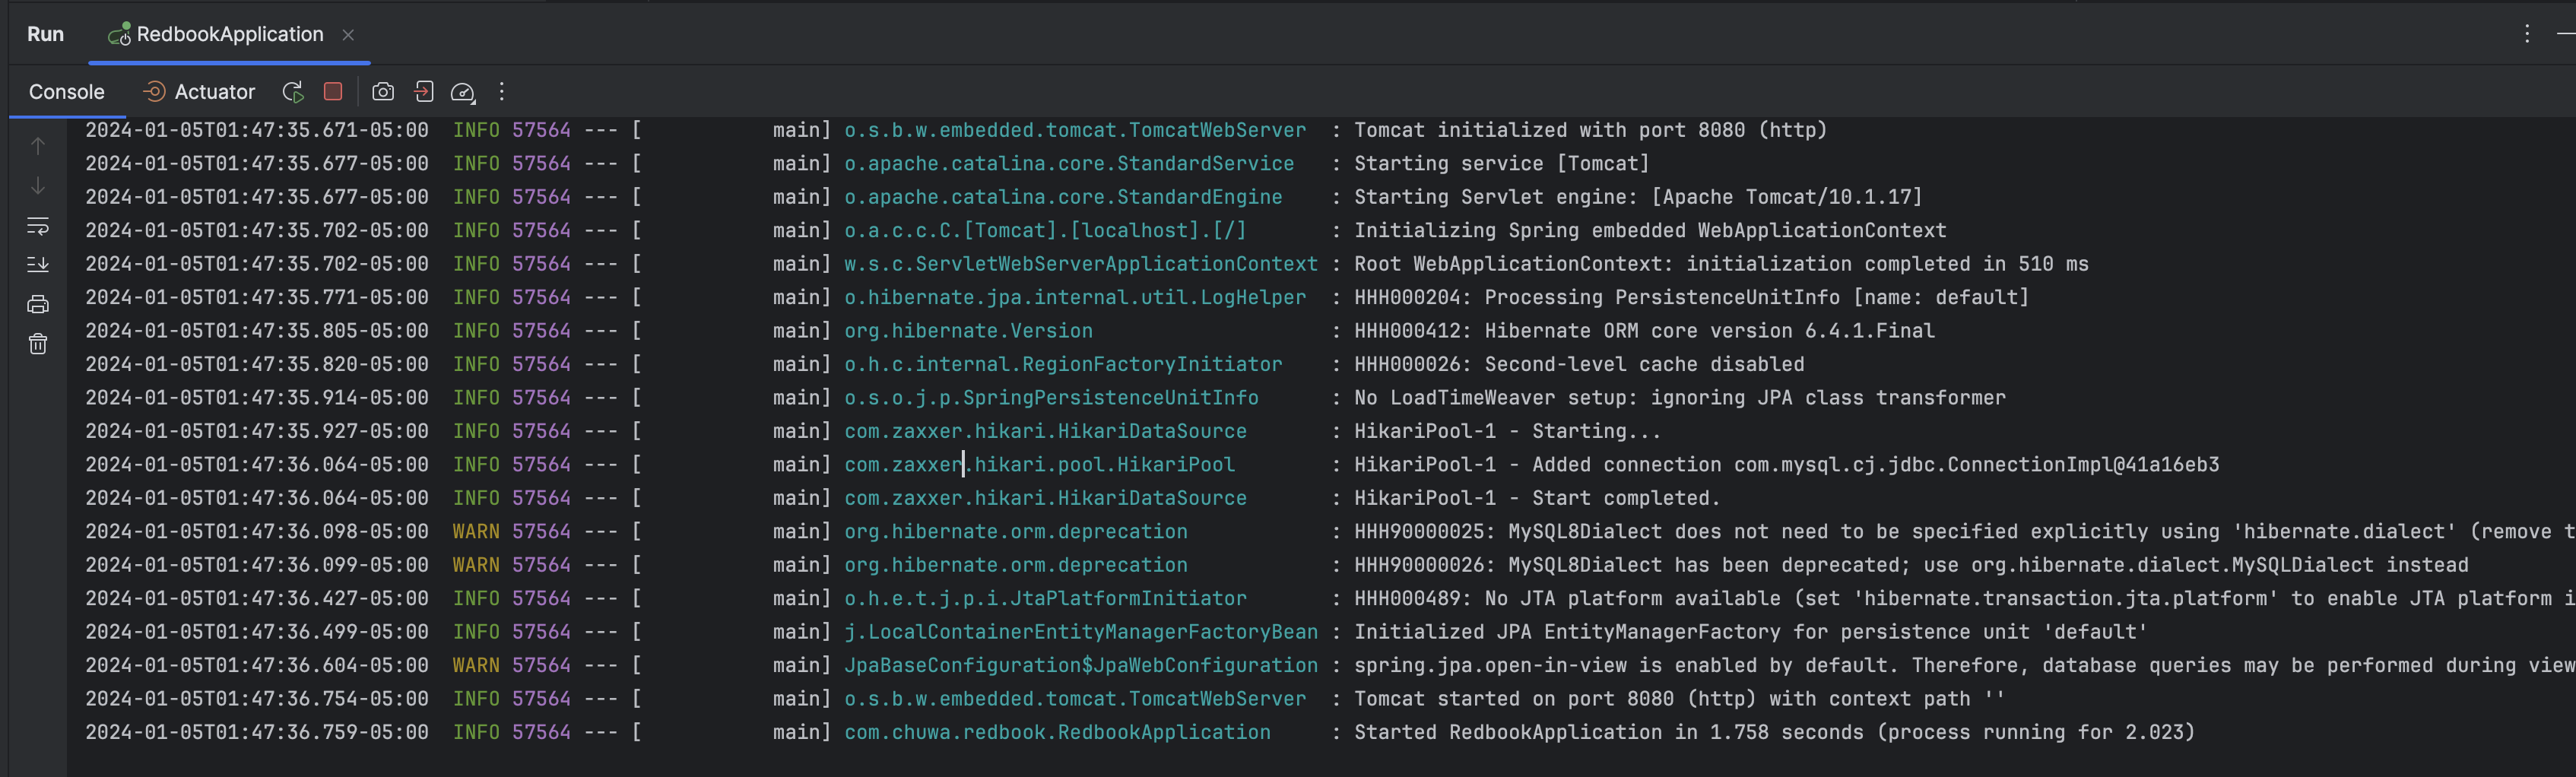 Run RedbookApplication
Console Actuator
2024-01-05T01:47:35.671-05:00  INFO 57564 --- [           main] o.s.b.w.embedded.tomcat.TomcatWebServer  : Tomcat initialized with port 8080 (http)
2024-01-05T01:47:35.677-05:00  INFO 57564 --- [           main] o.apache.catalina.core.StandardService   : Starting service [Tomcat]
2024-01-05T01:47:35.677-05:00  INFO 57564 --- [           main] o.apache.catalina.core.StandardEngine    : Starting Servlet engine: [Apache Tomcat/10.1.17]
2024-01-05T01:47:35.702-05:00  INFO 57564 --- [           main] o.a.c.c.C.[Tomcat].[localhost].[/]       : Initializing Spring embedded WebApplicationContext
2024-01-05T01:47:35.702-05:00  INFO 57564 --- [           main] w.s.c.ServletWebServerApplicationContext : Root WebApplicationContext: initialization completed in 510 ms
2024-01-05T01:47:35.771-05:00  INFO 57564 --- [           main] o.hibernate.jpa.internal.util.LogHelper  : HHH000204: Processing PersistenceUnitInfo [name: default]
2024-01-05T01:47:35.805-05:00  INFO 57564 --- [           main] org.hibernate.Version                    : HHH000412: Hibernate ORM core version 6.4.1.Final
2024-01-05T01:47:35.820-05:00  INFO 57564 --- [           main] o.h.c.internal.RegionFactoryInitiator    : HHH000026: Second-level cache disabled
2024-01-05T01:47:35.914-05:00  INFO 57564 --- [           main] o.s.o.j.p.SpringPersistenceUnitInfo      : No LoadTimeWeaver setup: ignoring JPA class transformer
2024-01-05T01:47:35.927-05:00  INFO 57564 --- [           main] com.zaxxer.hikari.HikariDataSource       : HikariPool-1 - Starting...
2024-01-05T01:47:36.064-05:00  INFO 57564 --- [           main] com.zaxxer.hikari.pool.HikariPool        : HikariPool-1 - Added connection com.mysql.cj.jdbc.ConnectionImpl@41a16eb3
2024-01-05T01:47:36.064-05:00  INFO 57564 --- [           main] com.zaxxer.hikari.HikariDataSource       : HikariPool-1 - Start completed.
2024-01-05T01:47:36.098-05:00  WARN 57564 --- [           main] org.hibernate.orm.deprecation            : HHH90000025: MySQL8Dialect does not need to be specified explicitly using 'hibernate.dialect' (remove t
2024-01-05T01:47:36.099-05:00  WARN 57564 --- [           main] org.hibernate.orm.deprecation            : HHH90000026: MySQL8Dialect has been deprecated; use org.hibernate.dialect.MySQLDialect instead
2024-01-05T01:47:36.427-05:00  INFO 57564 --- [           main] o.h.e.t.j.p.i.JtaPlatformInitiator       : HHH000489: No JTA platform available (set 'hibernate.transaction.jta.platform' to enable JTA platform i
2024-01-05T01:47:36.499-05:00  INFO 57564 --- [           main] j.LocalContainerEntityManagerFactoryBean : Initialized JPA EntityManagerFactory for persistence unit 'default'
2024-01-05T01:47:36.604-05:00  WARN 57564 --- [           main] JpaBaseConfiguration$JpaWebConfiguration : spring.jpa.open-in-view is enabled by default. Therefore, database queries may be performed during view
2024-01-05T01:47:36.754-05:00  INFO 57564 --- [           main] o.s.b.w.embedded.tomcat.TomcatWebServer  : Tomcat started on port 8080 (http) with context path ''
2024-01-05T01:47:36.759-05:00  INFO 57564 --- [           main] com.chuwa.redbook.RedbookApplication     : Started RedbookApplication in 1.758 seconds (process running for 2.023)